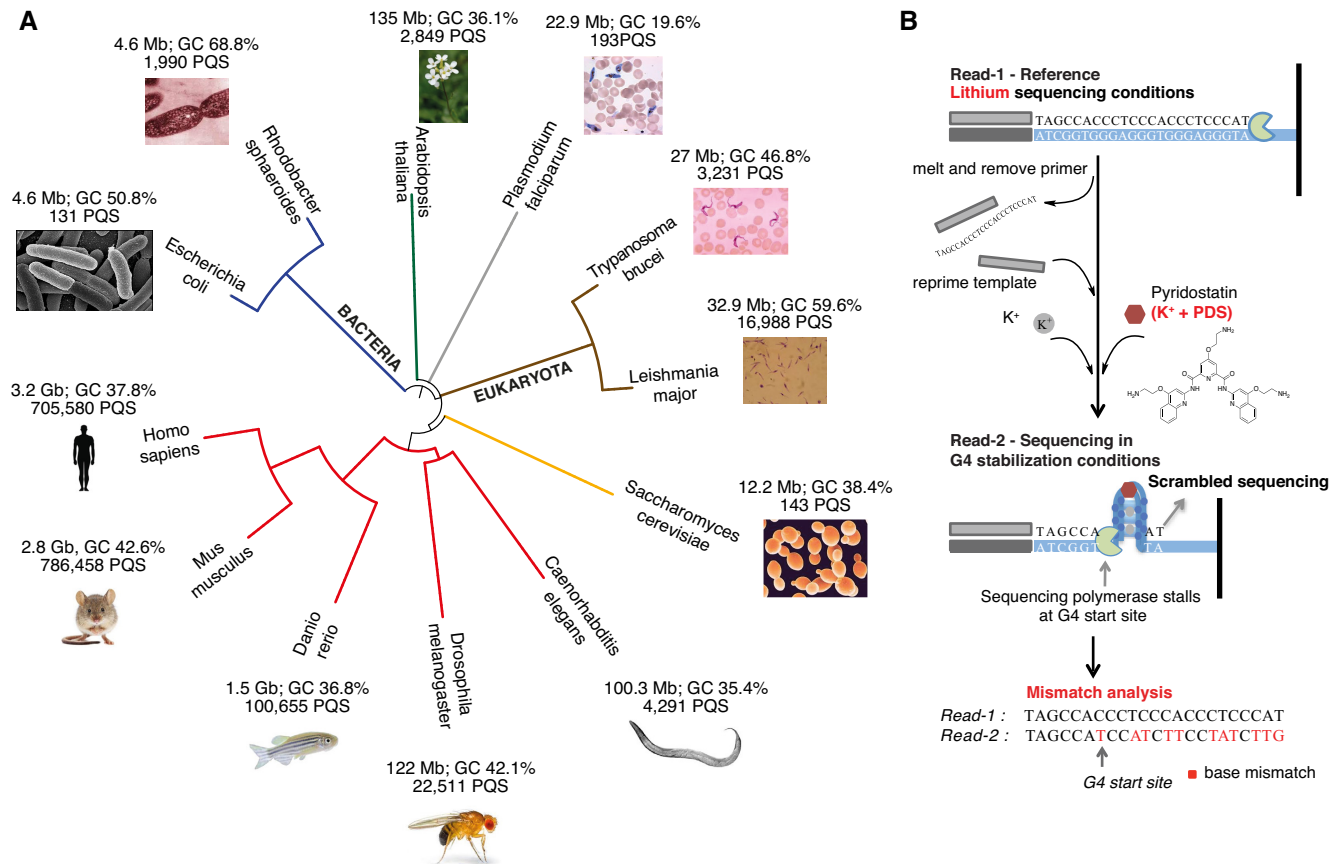 A
4.6 Mb; GC 68.8%
1,990 PQS
135 Mb; GC 36.1%
2,849 PQS
22.9 Mb; GC 19.6%
193PQS
Rhodobacter
sphaeroides
Arabidopsis
thaliana
Plasmodium
falciparum
27 Mb; GC 46.8%
3,231 PQS
4.6 Mb; GC 50.8%
131 PQS
Escherichia
coli
Trypanosoma
brucei
BACTERIA
EUKARYOTA
32.9 Mb; GC 59.6%
16,988 PQS
Leishmania
major
3.2 Gb; GC 37.8%
705,580 PQS
Homo
sapiens
Saccharomyces
cerevisiae
12.2 Mb; GC 38.4%
143 PQS
2.8 Gb, GC 42.6%
786,458 PQS
Mus
musculus
Danio
rerio
Drosophila
melanogaster
Caenorhabditis
elegans
1.5 Gb; GC 36.8%
100,655 PQS
100.3 Mb; GC 35.4%
4,291 PQS
122 Mb; GC 42.1%
22,511 PQS
B
Read-1 - Reference
Lithium sequencing conditions
TAGCCACCCTCCCACCCTCCCAT
ATCGGTGGGAGGGTGGGAGGGTA
melt and remove primer
TAGCCACCCTCCCACCCTCCCAT
reprime template
K+
K+
Pyridostatin
(K+ + PDS)
NH2
O
O
O
N
NH
HN
H2N
O
N
N
O
NH2
Read-2 - Sequencing in
G4 stabilization conditions
Scrambled sequencing
TAGCCA
AT
ATCGGT
TA
Sequencing polymerase stalls
at G4 start site
Mismatch analysis
Read-1 : TAGCCACCCTCCCACCCTCCCAT
Read-2 : TAGCCATCCATCTTCCTATCTTG
G4 start site
base mismatch